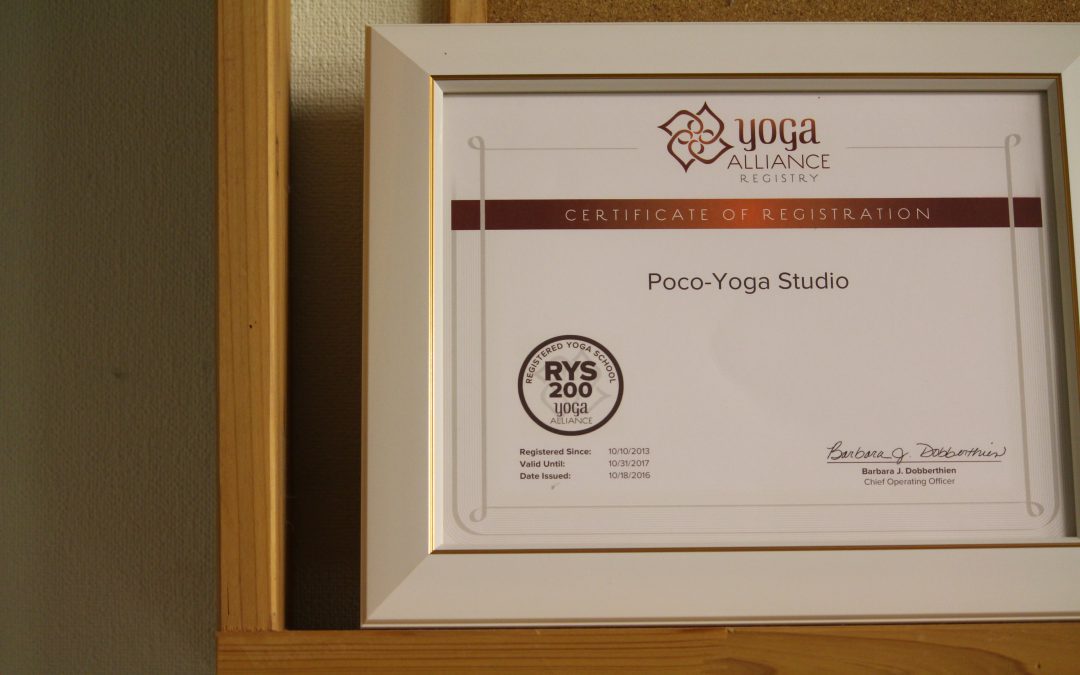 yoga
ALLIANCE
REGISTRY
CERTIFICATE OF REGISTRATION
Poco-Yoga Studio
REGISTERED YOGA SCHOOL
RYS
200
yoga
ALLIANCE
Registered Since: 10/10/2013
Valid Until: 10/31/2017
Date Issued: 10/18/2016
Barbara J. Dobberthien
Barbara J. Dobberthien
Chief Operating Officer